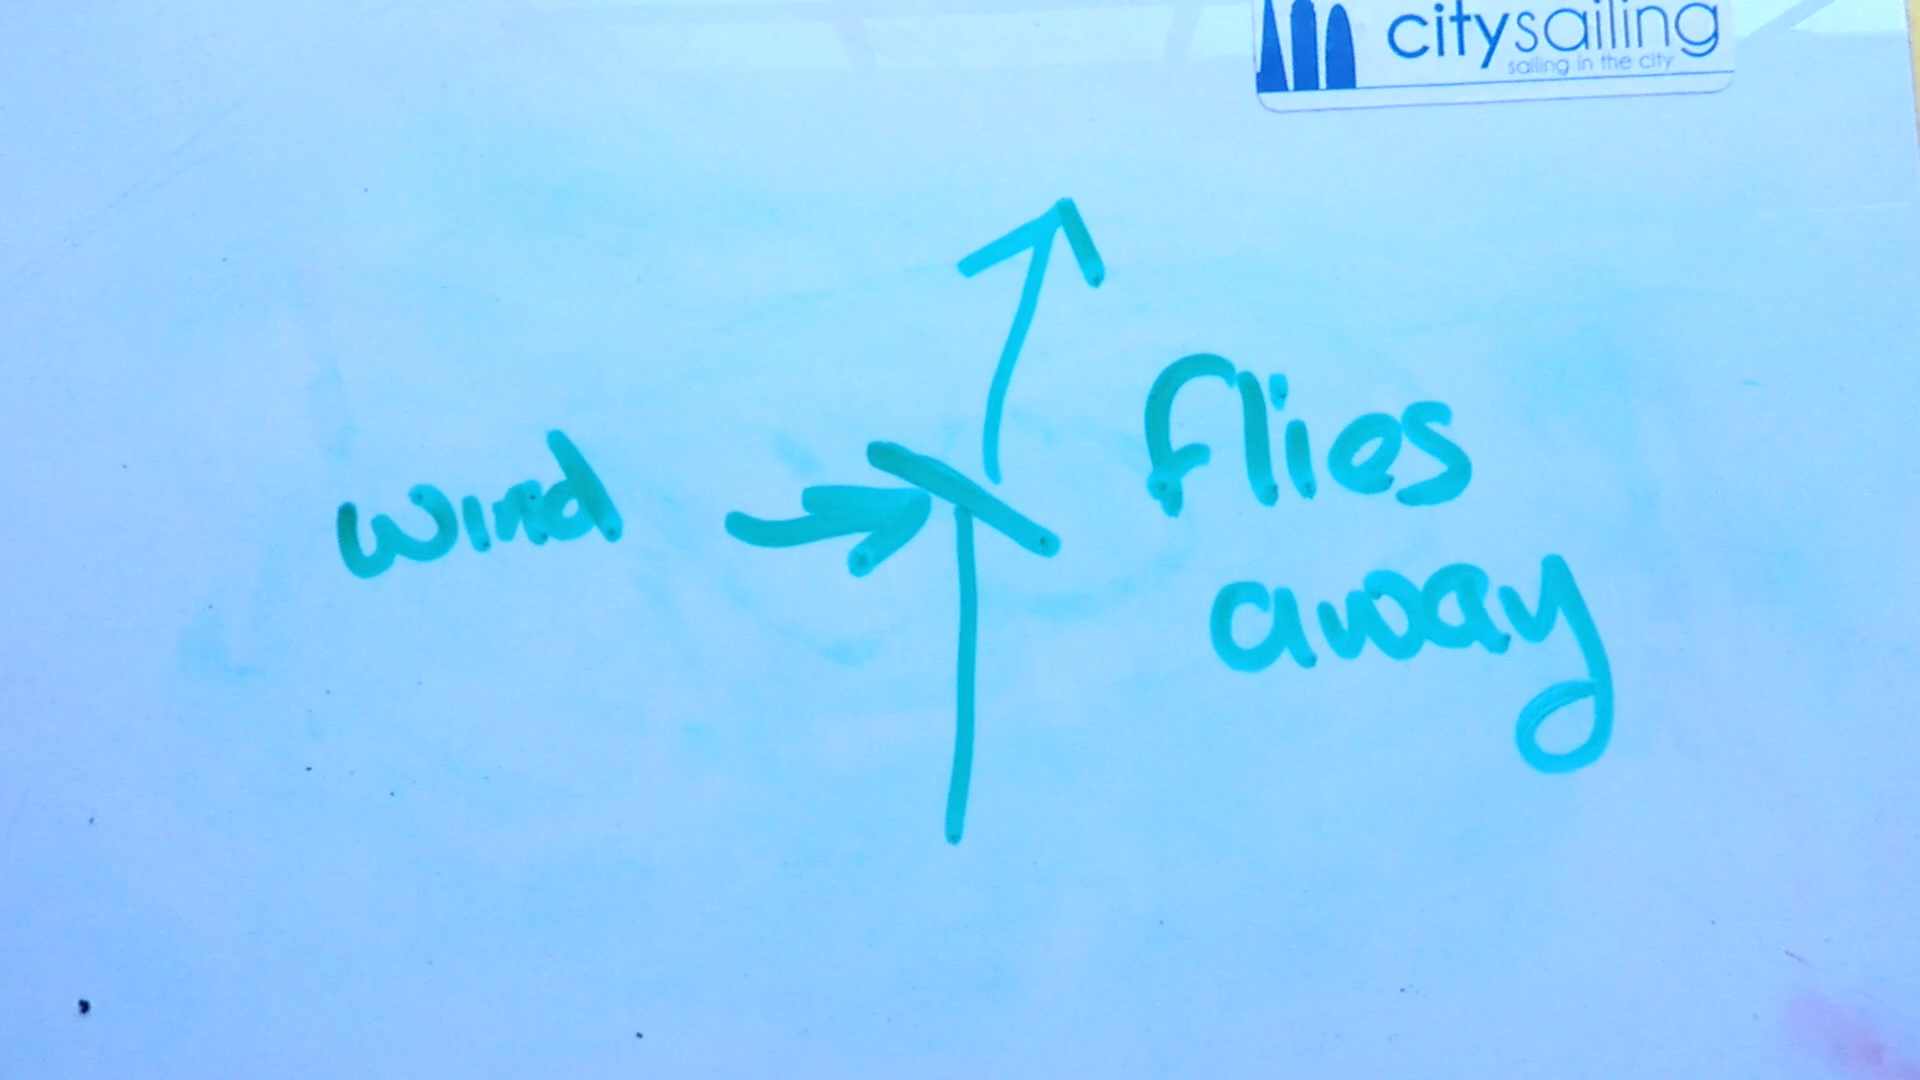 citysailing
sailing in the city
wind
flies
away